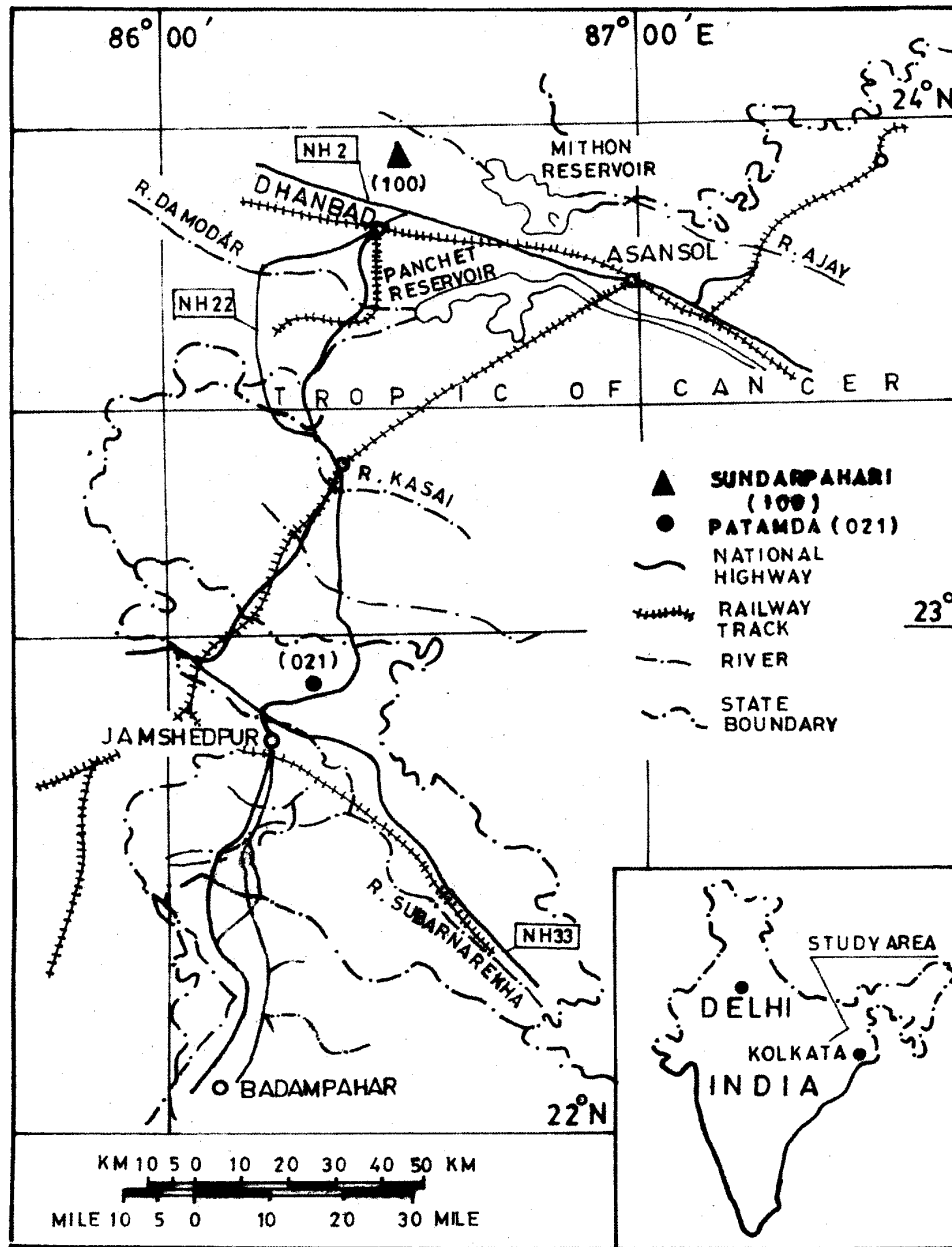 86°00'
87°00'E
24°N
NH2
(100)
MITHON
RESERVOIR
DHANBAD
R. DAMODAR
PANCHET
RESERVOIR
ASANSOL
R. AJAY
NH22
TROPIC OF CANCER
R. KASAI
SUNDARPAHARI
(100)
PATAMDA (021)
NATIONAL
HIGHWAY
RAILWAY
TRACK
23°
RIVER
(021)
STATE
BOUNDARY
JAMSHEDPUR
R. SUBARNAREKHA
NH33
STUDY AREA
DELHI
KOLKATA
INDIA
BADAMPAHAR
22°N
KM 10 5 0 10 20 30 40 50 KM
MILE 10 5 0 10 20 30 MILE